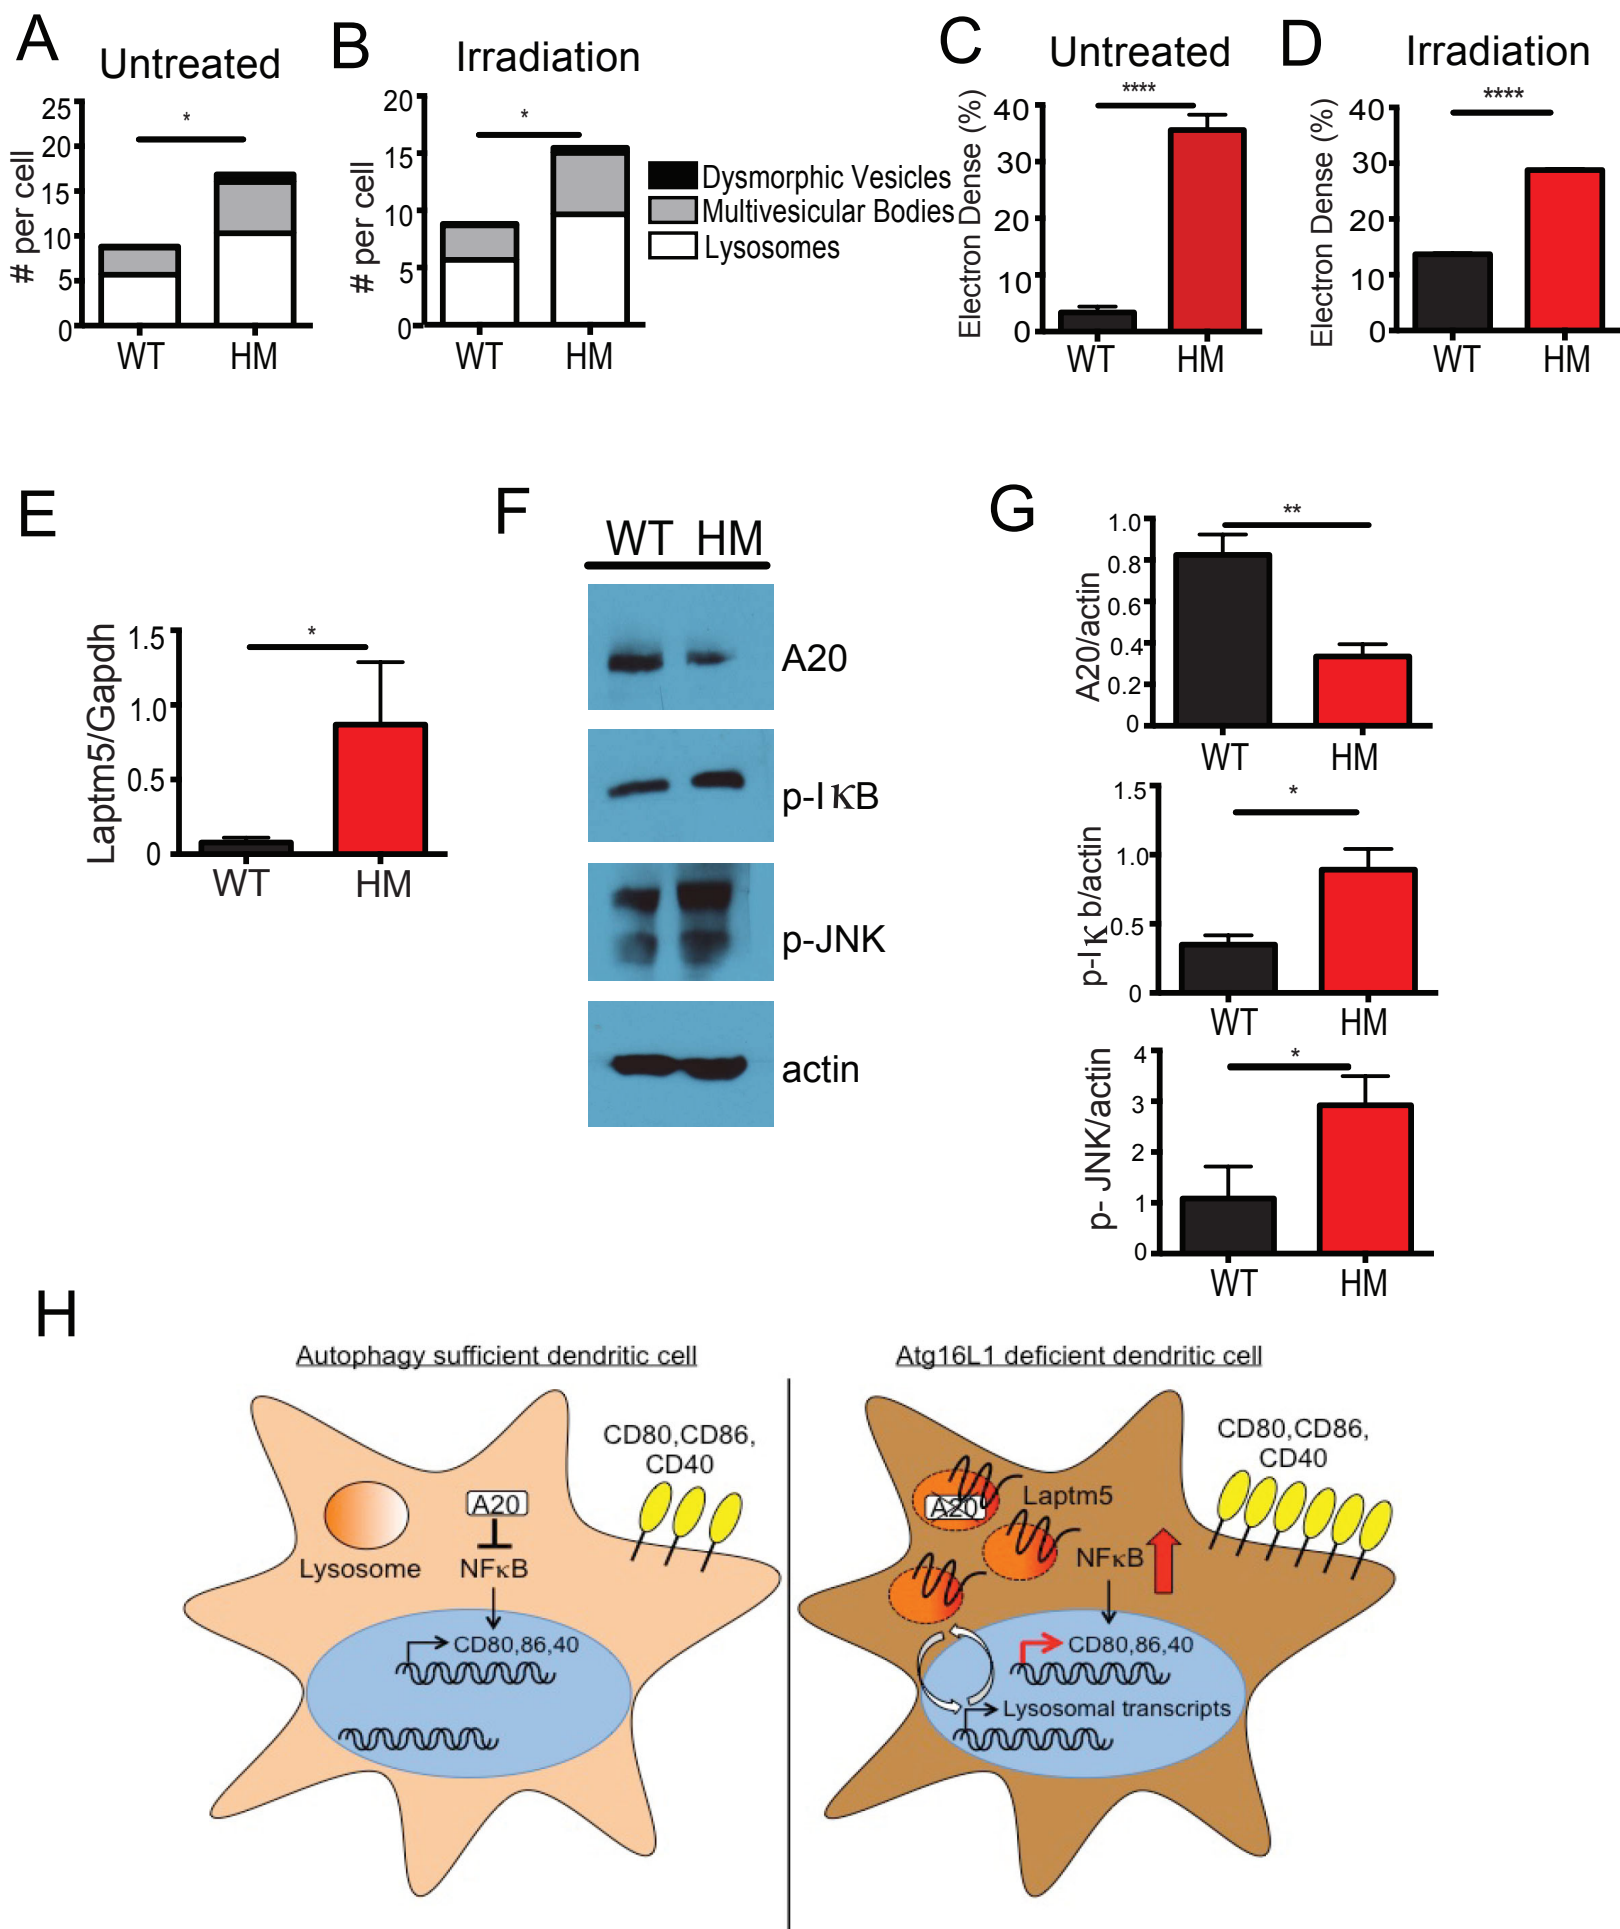 A
Untreated
# per cell
25
20
15
10
5
0
*
WT
HM
B
Irradiation
# per cell
20
15
10
5
0
*
WT
HM
Dysmorphic Vesicles
Multivesicular Bodies
Lysosomes
C
Untreated
Electron Dense (%)
40
30
20
10
0
****
WT
HM
D
Irradiation
Electron Dense (%)
40
30
20
10
0
****
WT
HM
E
Laptm5/Gapdh
1.5
1.0
0.5
0
*
WT
HM
F
WT HM
A20
p-IκB
p-JNK
actin
G
A20/actin
1.0
0.8
0.6
0.4
0.2
0
**
WT
HM
p-Iκ b/actin
1.5
1.0
0.5
0
*
WT
HM
p- JNK/actin
4
3
2
1
0
*
WT
HM
H
Autophagy sufficient dendritic cell
CD80,CD86,
CD40
A20
Lysosome
NFκB
CD80,86,40
Atg16L1 deficient dendritic cell
CD80,CD86,
CD40
A20
Laptm5
NFκB
CD80,86,40
Lysosomal transcripts